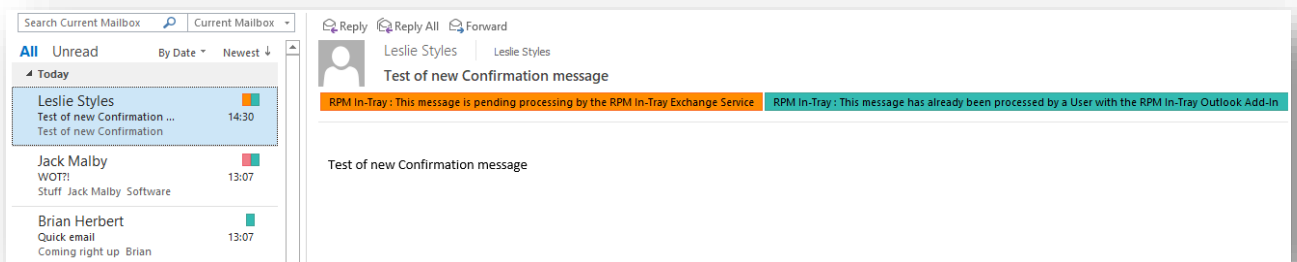 Search Current Mailbox Current Mailbox
All Unread By Date Newest ↓
Today
Leslie Styles
Test of new Confirmation ... 14:30
Test of new Confirmation
Jack Malby
WOT?! 13:07
Stuff Jack Malby Software
Brian Herbert
Quick email 13:07
Coming right up Brian
Reply Reply All Forward
Leslie Styles Leslie Styles
Test of new Confirmation message
RPM In-Tray : This message is pending processing by the RPM In-Tray Exchange Service RPM In-Tray : This message has already been processed by a User with the RPM In-Tray Outlook Add-In
Test of new Confirmation message